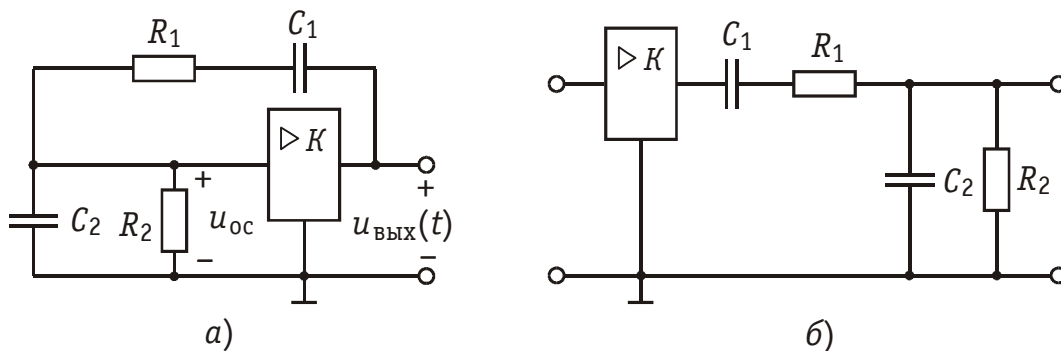 R1
C1
▷ K
C2
R2
+
uос
–
uвых(t)
+
–
а)
▷ K
C1
R1
C2
R2
б)